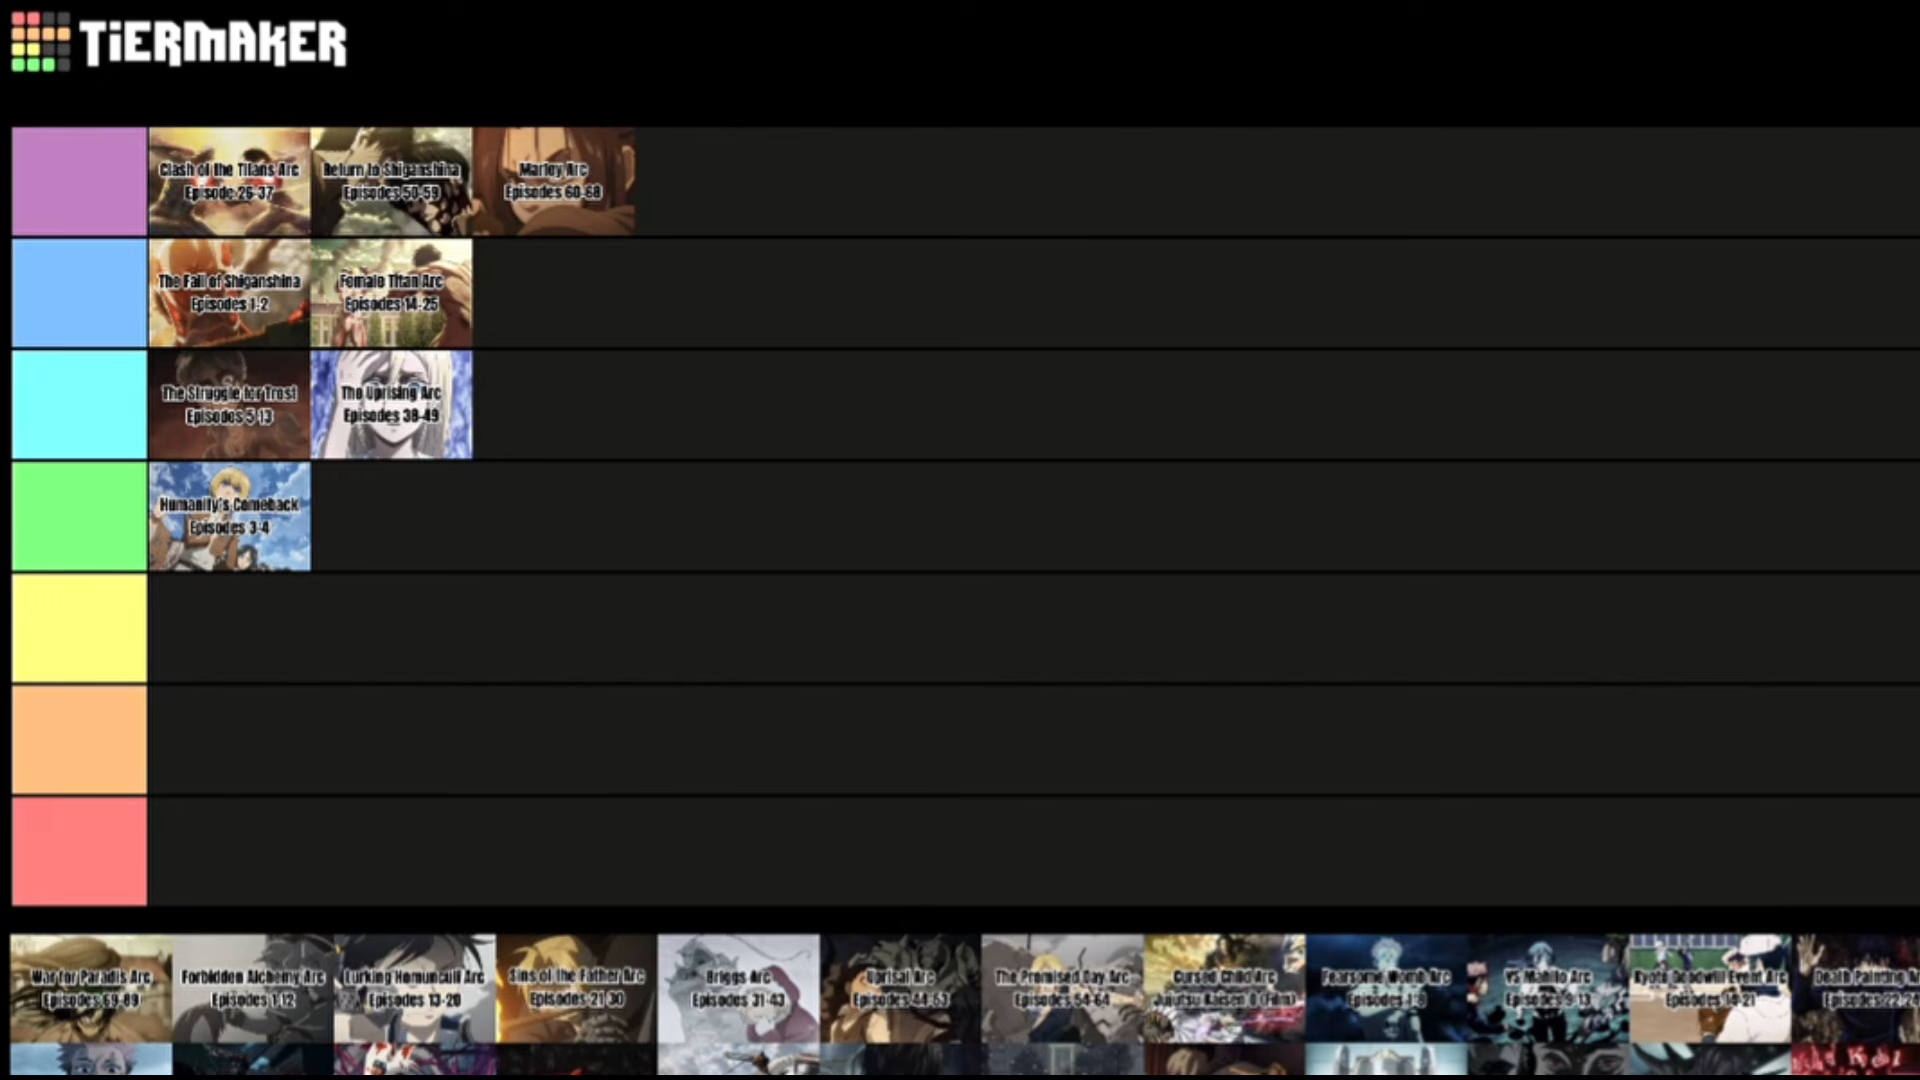 TiERMAKER
Clash of the Titans Arc
Episode 26-37
Return to Shiganshina
Episodes 50-59
Marley Arc
Episodes 60-68
The Fall of Shiganshina
Episodes 1-2
Female Titan Arc
Episodes 14-25
The Struggle for Trost
Episodes 5-13
The Uprising Arc
Episodes 38-49
Humanity's Comeback
Episodes 3-4
War for Paradis Arc
Episodes 69-89
Forbidden Alchemy Arc
Episodes 1-12
Lurking Homunculi Arc
Episodes 13-20
Sins of the Father Arc
Episodes 21-30
Briggs Arc
Episodes 31-43
Uprisal Arc
Episodes 44-53
The Promised Day Arc
Episodes 54-64
Cursed Child Arc
Jujutsu Kaisen 0 (Film)
Fearsome Womb Arc
Episodes 1-8
VS Mahito Arc
Episodes 9-13
Kyoto Goodwill Event Arc
Episodes 14-21
Death Painting
Episodes 22-24